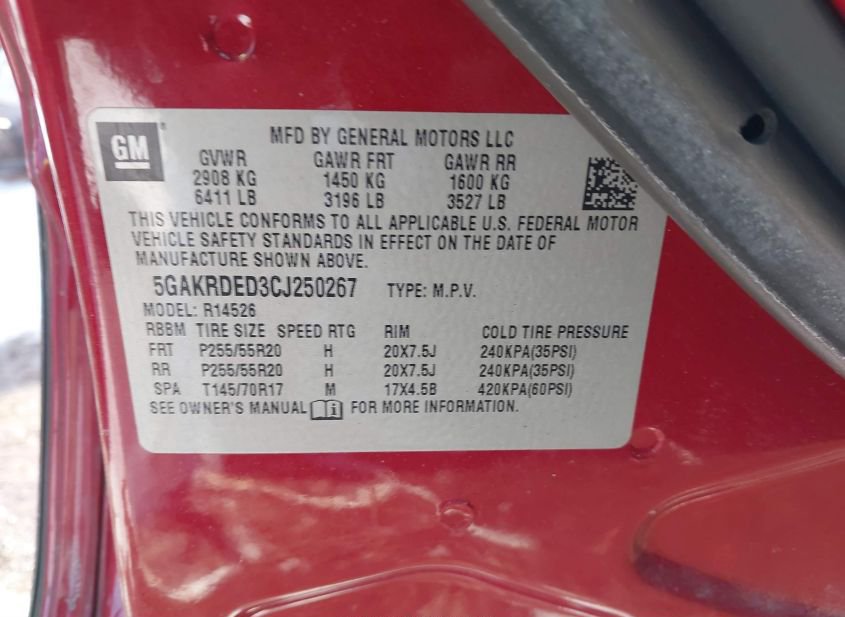 GM
MFD BY GENERAL MOTORS LLC
GVWR GAWR FRT GAWR RR
2908 KG 1450 KG 1600 KG
6411 LB 3196 LB 3527 LB
THIS VEHICLE CONFORMS TO ALL APPLICABLE U.S. FEDERAL MOTOR
VEHICLE SAFETY STANDARDS IN EFFECT ON THE DATE OF
MANUFACTURE SHOWN ABOVE.
5GAKRDED3CJ250267 TYPE: M.P.V.
MODEL: R14526
RBBM TIRE SIZE SPEED RTG RIM COLD TIRE PRESSURE
FRT P255/55R20 H 20X7.5J 240KPA(35PSI)
RR P255/55R20 H 20X7.5J 240KPA(35PSI)
SPA T145/70R17 M 17X4.5B 420KPA(60PSI)
SEE OWNER'S MANUAL FOR MORE INFORMATION.